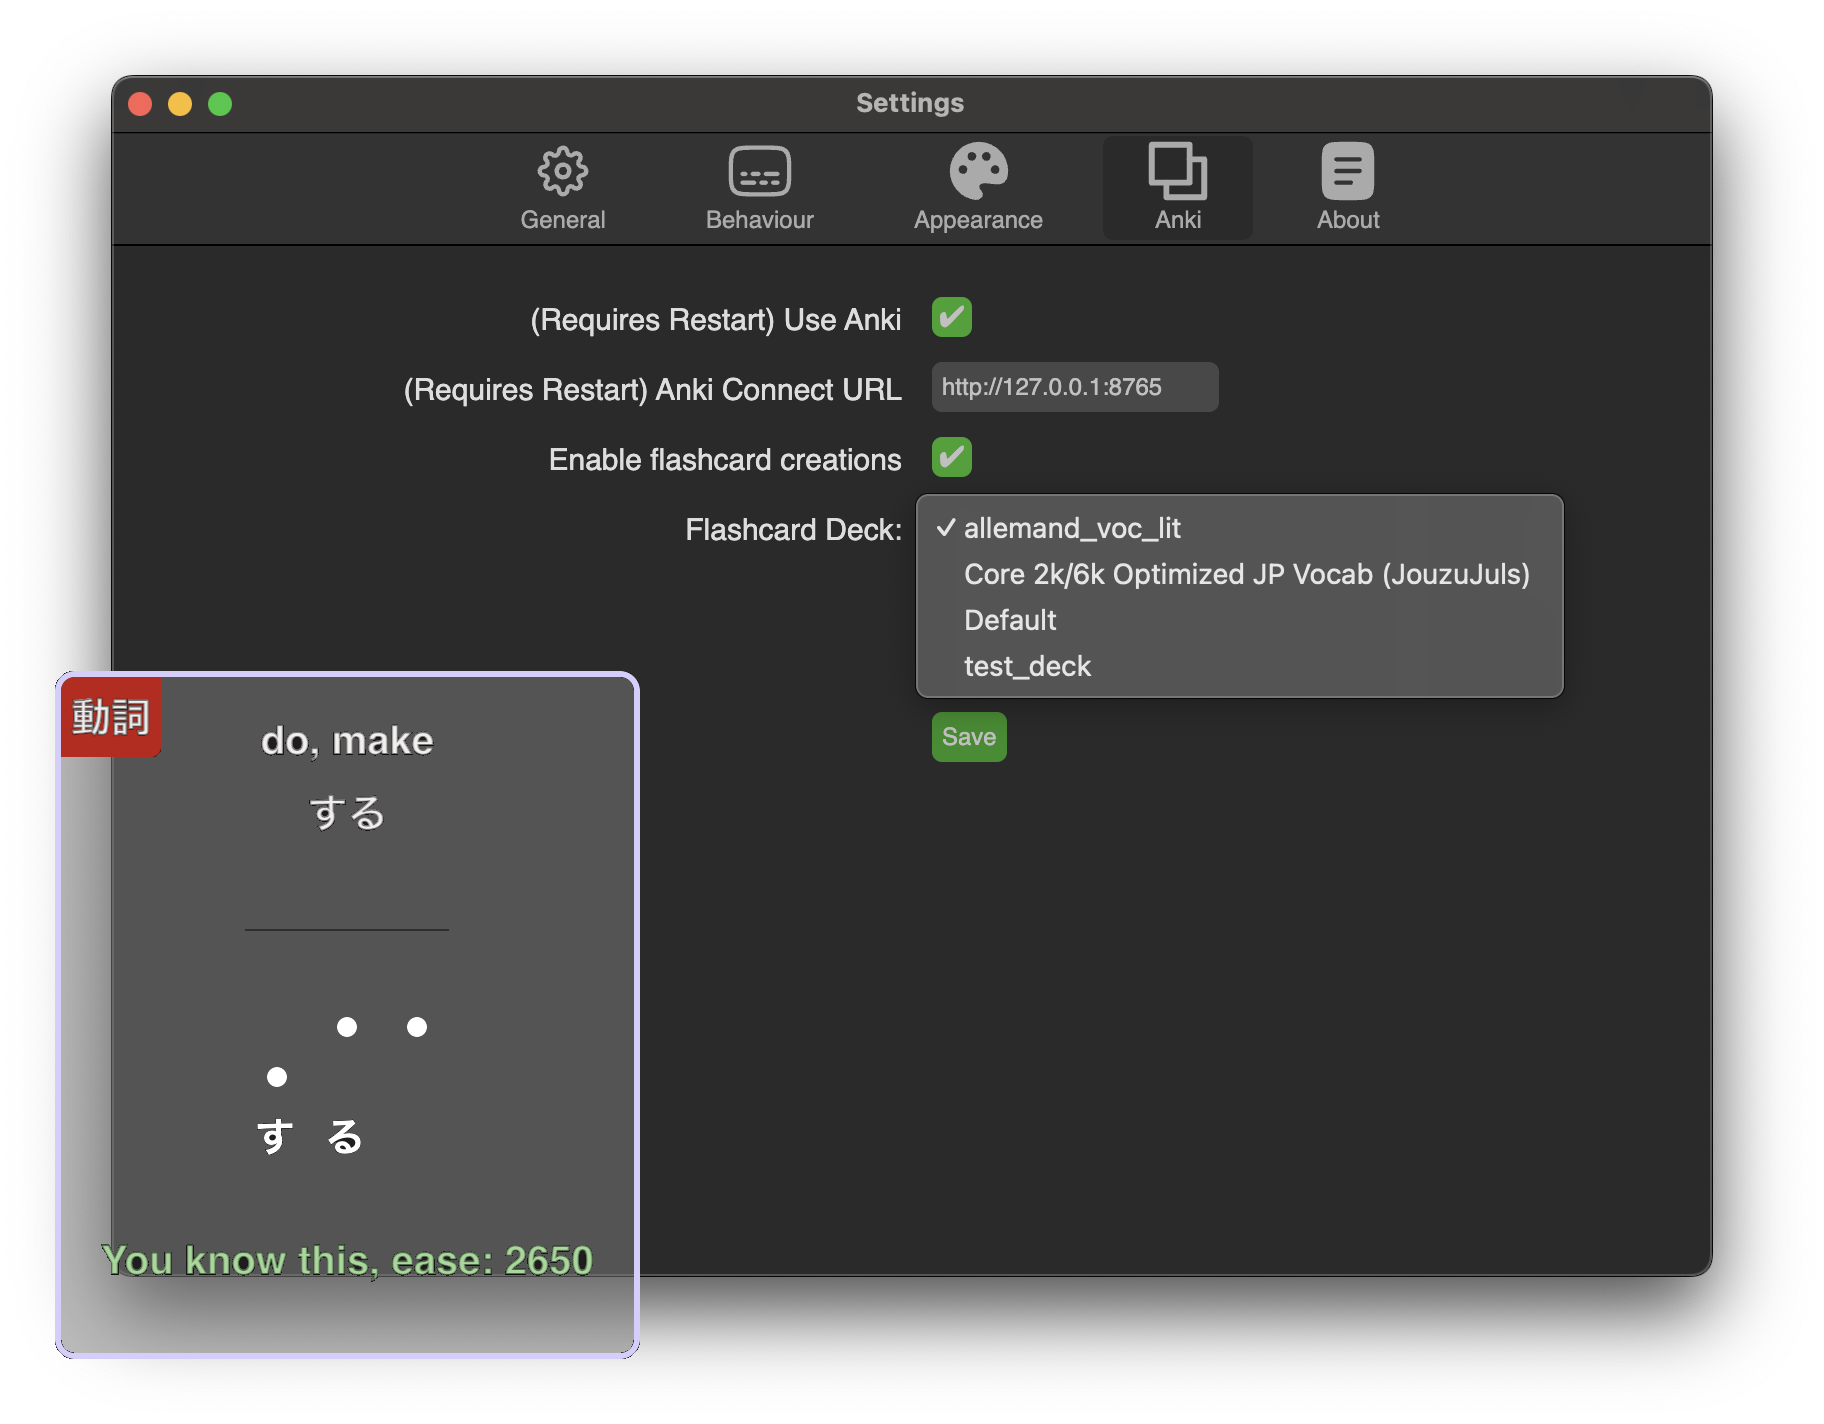 Settings
General
Behaviour
Appearance
Anki
About
(Requires Restart) Use Anki
(Requires Restart) Anki Connect URL
http://127.0.0.1:8765
Enable flashcard creations
Flashcard Deck:
allemand_voc_lit
Core 2k/6k Optimized JP Vocab (JouzuJuls)
Default
test_deck
Save
動詞
do, make
する
する
You know this, ease: 2650